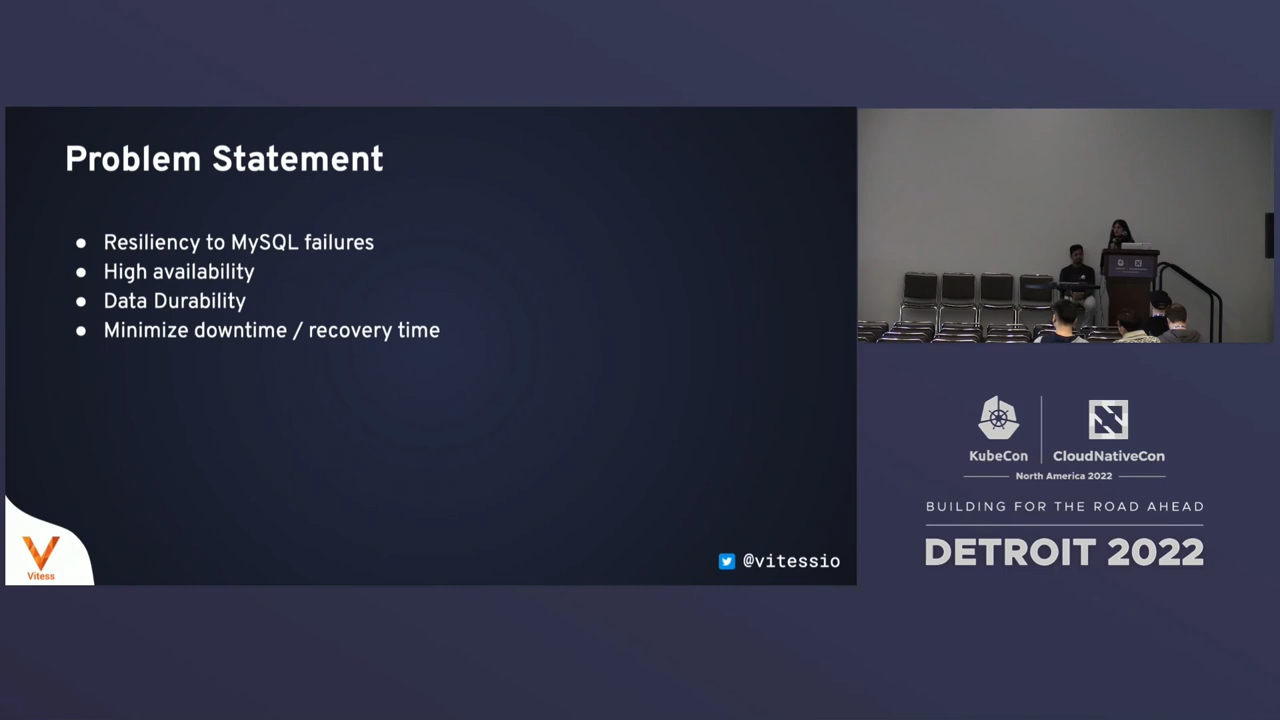 Problem Statement
● Resiliency to MySQL failures
● High availability
● Data Durability
● Minimize downtime / recovery time
Vitess
@vitessio
KubeCon
CloudNativeCon
North America 2022
BUILDING FOR THE ROAD AHEAD
DETROIT 2022